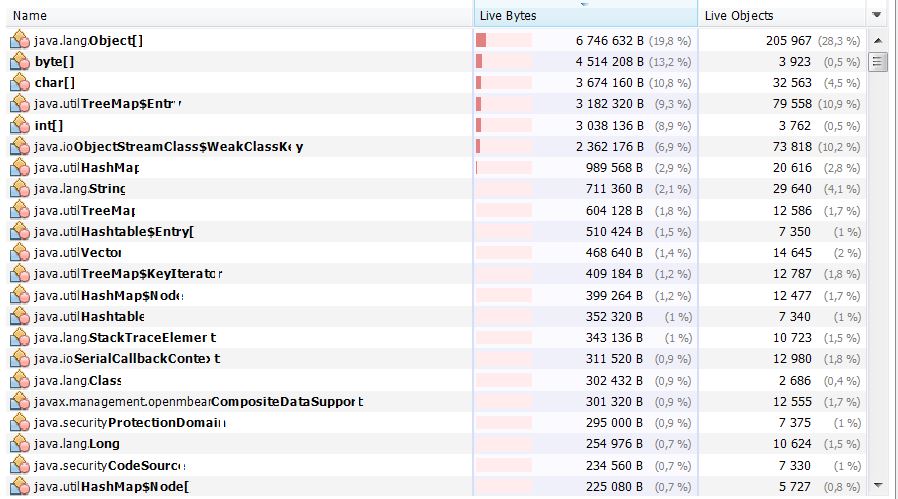 Name Live Bytes Live Objects
java.lang.Object[] 6 746 632 B (19,8 %) 205 967 (28,3 %)
byte[] 4 514 208 B (13,2 %) 3 923 (0,5 %)
char[] 3 674 160 B (10,8 %) 32 563 (4,5 %)
java.util.TreeMap$Entry 3 182 320 B (9,3 %) 79 558 (10,9 %)
int[] 3 038 136 B (8,9 %) 3 762 (0,5 %)
java.io.ObjectStreamClass$WeakClassKey 2 362 176 B (6,9 %) 73 818 (10,2 %)
java.util.HashMap 989 568 B (2,9 %) 20 616 (2,8 %)
java.lang.String 711 360 B (2,1 %) 29 640 (4,1 %)
java.util.TreeMap 604 128 B (1,8 %) 12 586 (1,7 %)
java.util.Hashtable$Entry[ 510 424 B (1,5 %) 7 350 (1 %)
java.util.Vector 468 640 B (1,4 %) 14 645 (2 %)
java.util.TreeMap$KeyIterator 409 184 B (1,2 %) 12 787 (1,8 %)
java.util.HashMap$Node 399 264 B (1,2 %) 12 477 (1,7 %)
java.util.Hashtable 352 320 B (1 %) 7 340 (1 %)
java.lang.StackTraceElement 343 136 B (1 %) 10 723 (1,5 %)
java.io.SerialCallbackContext 311 520 B (0,9 %) 12 980 (1,8 %)
java.lang.Class 302 432 B (0,9 %) 2 686 (0,4 %)
javax.management.openmbean.CompositeDataSupport 301 320 B (0,9 %) 12 555 (1,7 %)
java.security.ProtectionDomain 295 000 B (0,9 %) 7 375 (1 %)
java.lang.Long 254 976 B (0,7 %) 10 624 (1,5 %)
java.security.CodeSource 234 560 B (0,7 %) 7 330 (1 %)
java.util.HashMap$Node[ 225 080 B (0,7 %) 5 727 (0,8 %)